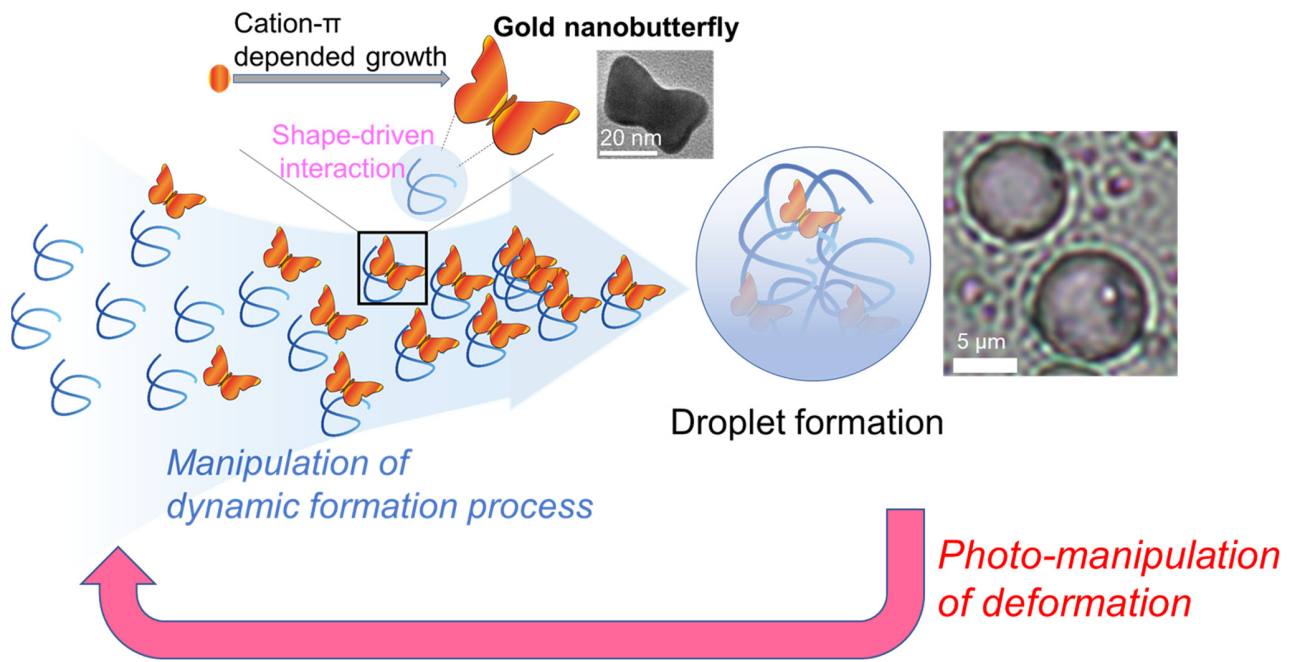 Cation-π
depended growth
Gold nanobutterfly
20 nm
Shape-driven
interaction
5 μm
Droplet formation
Manipulation of
dynamic formation process
Photo-manipulation
of deformation